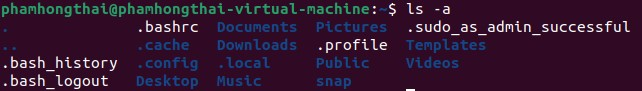 phamhongthai@phamhongthai-virtual-machine:~$ ls -a
. .bashrc Documents Pictures .sudo_as_admin_successful
.. .cache Downloads .profile Templates
.bash_history .config .local Public Videos
.bash_logout Desktop Music snap